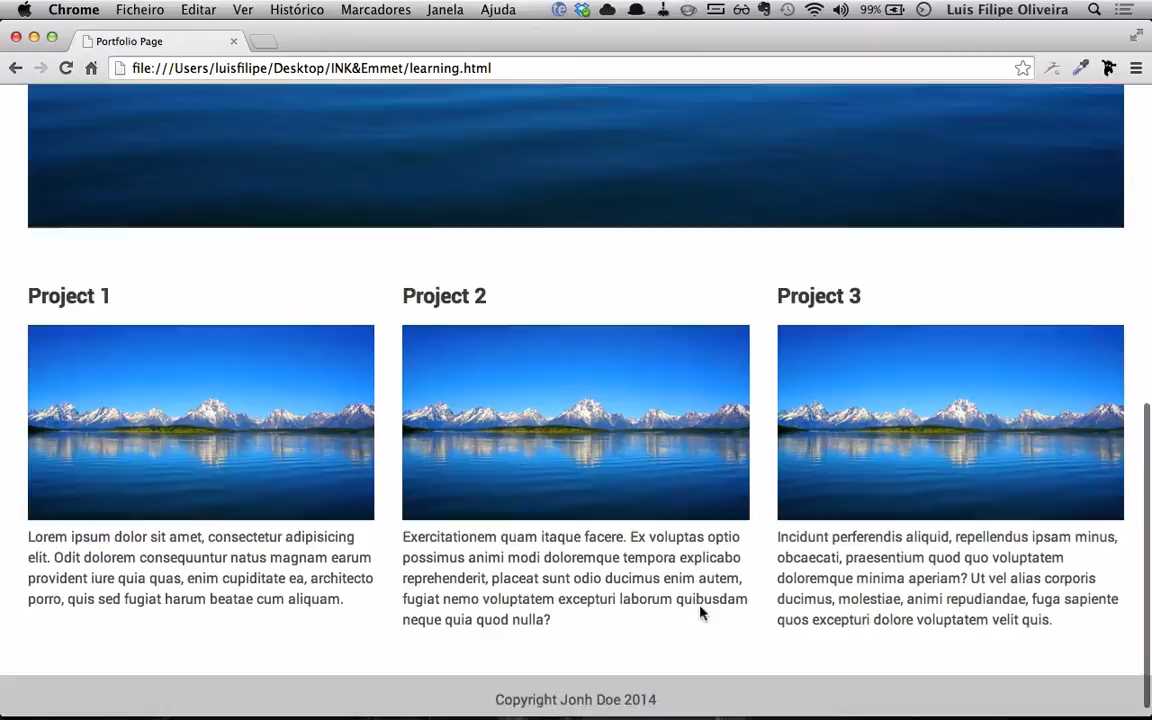 Chrome Ficheiro Editar Ver Histórico Marcadores Janela Ajuda 99% Luis Filipe Oliveira
Portfolio Page
file:///Users/luisfilipe/Desktop/INK&Emmet/learning.html
Project 1
Lorem ipsum dolor sit amet, consectetur adipisicing
elit. Odit dolorem consequuntur natus magnam earum
provident iure quia quas, enim cupiditate ea, architecto
porro, quis sed fugiat harum beatae cum aliquam.
Project 2
Exercitationem quam itaque facere. Ex voluptas optio
possimus animi modi doloremque tempora explicabo
reprehenderit, placeat sunt odio ducimus enim autem,
fugiat nemo voluptatem excepturi laborum quibusdam
neque quia quod nulla?
Project 3
Incidunt perferendis aliquid, repellendus ipsam minus,
obcaecati, praesentium quod quo voluptatem
doloremque minima aperiam? Ut vel alias corporis
ducimus, molestiae, animi repudiandae, fuga sapiente
quos excepturi dolore voluptatem velit quis.
Copyright Jonh Doe 2014